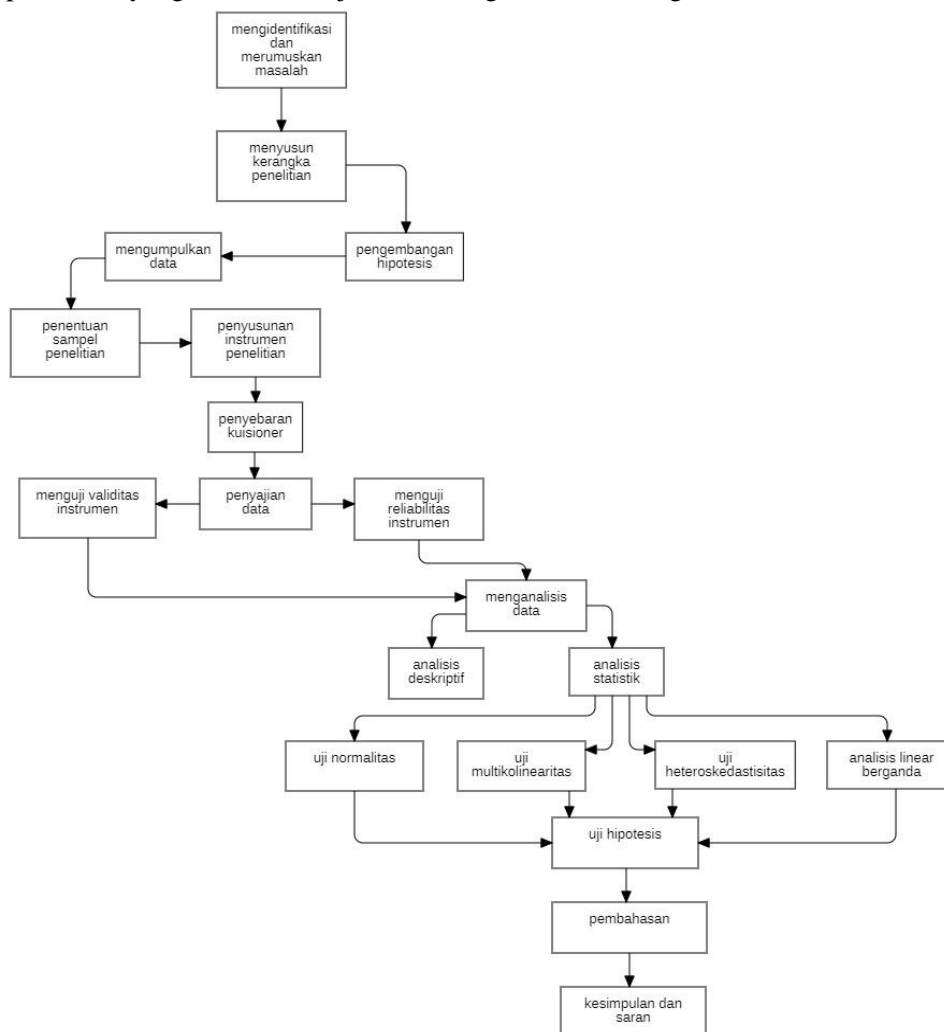 mengidentifikasi
dan
merumuskan
masalah
menyusun
kerangka
penelitian
mengumpulkan
data
pengembangan
hipotesis
penentuan
sampel
penelitian
penyusunan
instrumen
penelitian
penyebaran
kuisioner
menguji validitas
instrumen
penyajian
data
menguji
reliabilitas
instrumen
menganalisis
data
analisis
deskriptif
analisis
statistik
uji normalitas
uji
multikolinearitas
uji
heteroskedastisitas
analisis linear
berganda
uji hipotesis
pembahasan
kesimpulan dan
saran